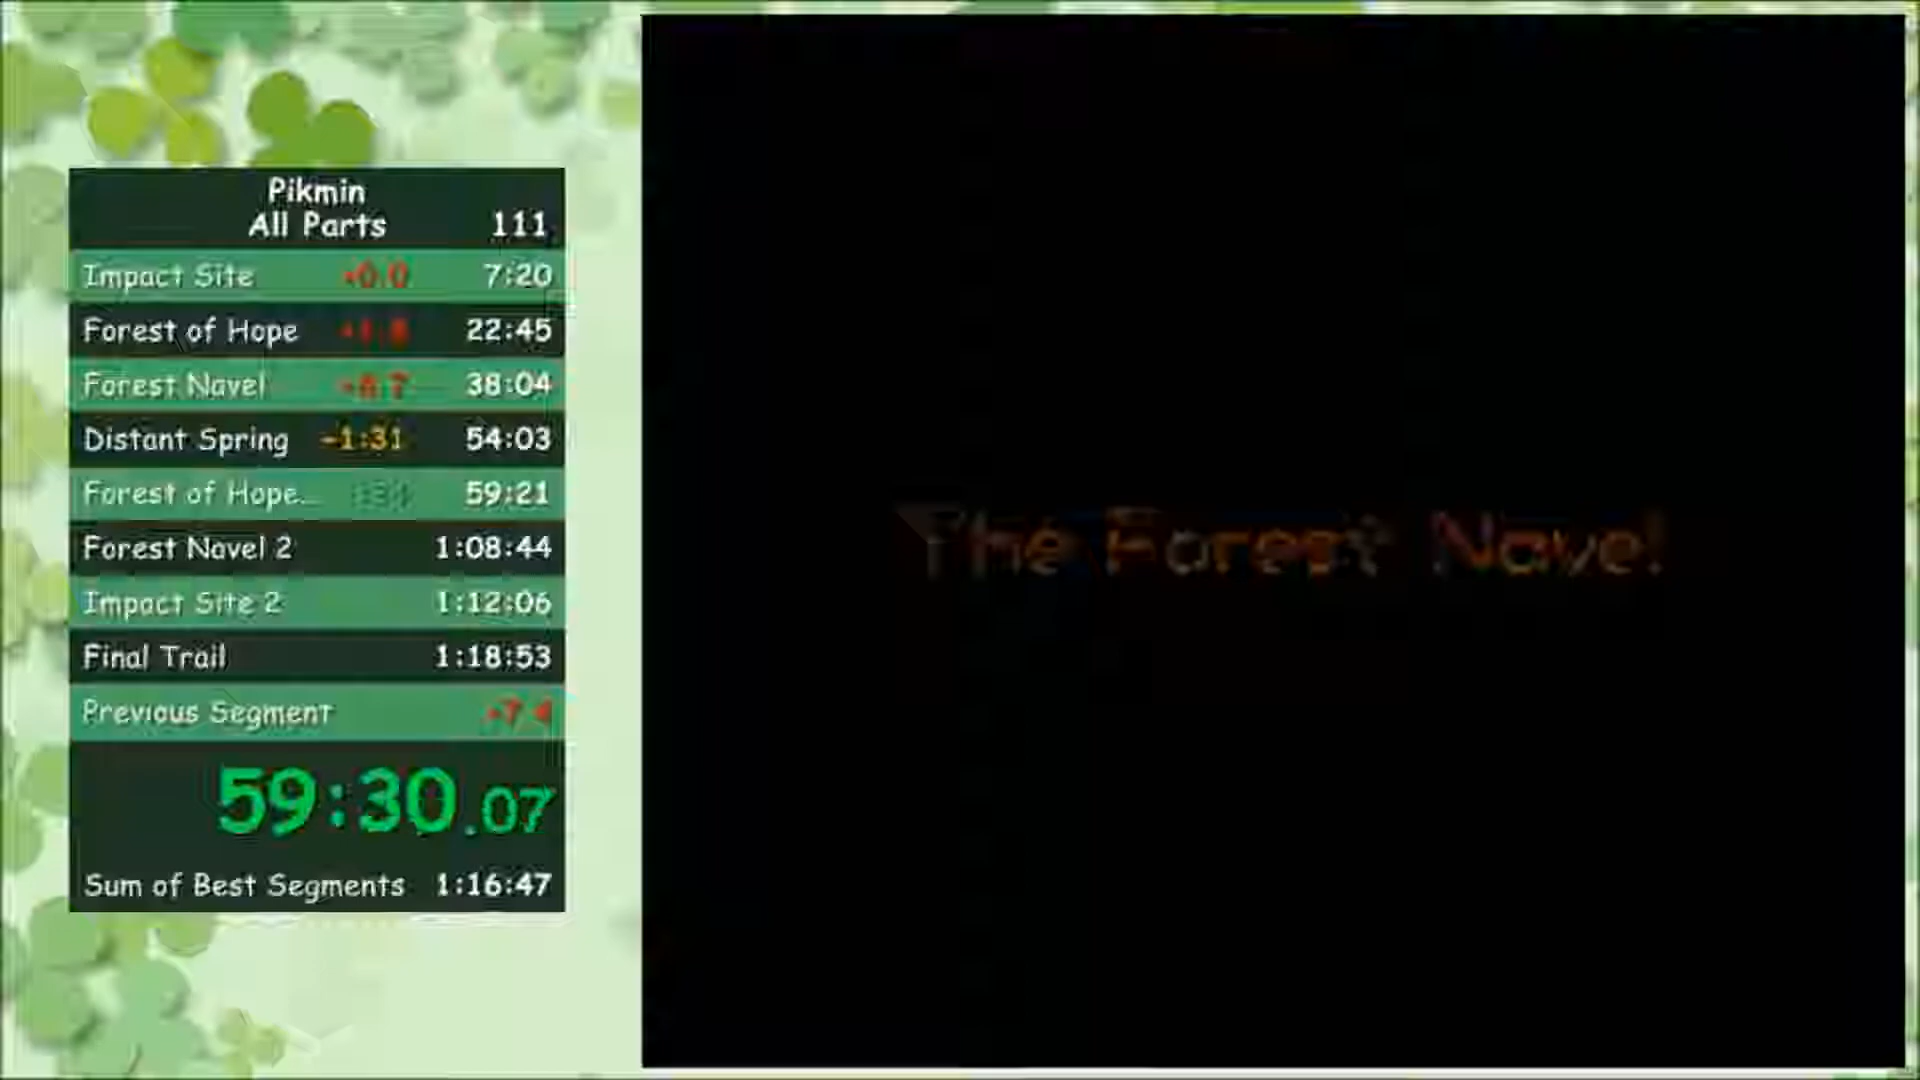 Pikmin
All Parts 111
Impact Site +0.0 7:20
Forest of Hope 22:45
Forest Navel 38:04
Distant Spring -1:31 54:03
Forest of Hope... 59:21
Forest Navel 2 1:08:44
Impact Site 2 1:12:06
Final Trail 1:18:53
Previous Segment
59:30.07
Sum of Best Segments 1:16:47
The Forest Navel